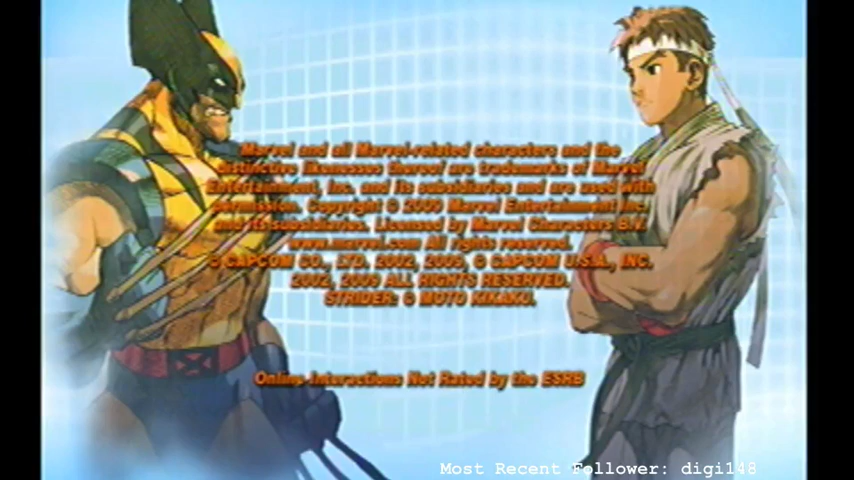 Marvel and all Marvel-related characters and the
distinctive likenesses thereof are trademarks of Marvel
Entertainment, Inc. and its subsidiaries and are used with
permission. Copyright © 2009 Marvel Entertainment, Inc.
and its subsidiaries. Licensed by Marvel Characters B.V.
www.marvel.com All rights reserved.
© CAPCOM CO., LTD. 2002, 2009, © CAPCOM U.S.A., INC.
2002, 2009 ALL RIGHTS RESERVED.
STRIDER: © MOTO KIKAKU.
Online Interactions Not Rated by the ESRB
Most Recent Follower: digi148